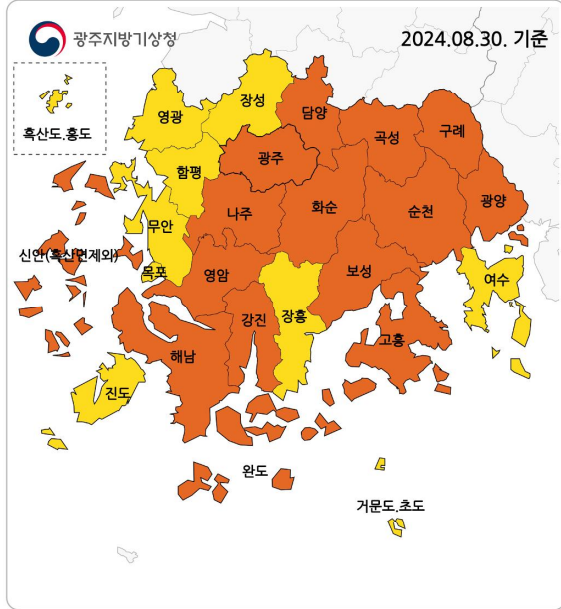 광주지방기상청
2024.08.30. 기준
흑산도.홍도
영광
장성
담양
곡성
구례
함평
광주
나주
화순
순천
광양
무안
신안(흑산면제외)
목포
영암
보성
여수
강진
장흥
고흥
해남
진도
완도
거문도.초도